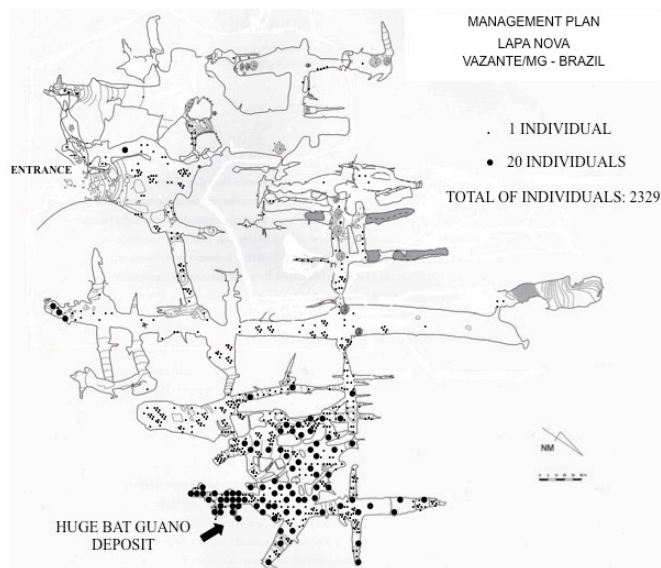 MANAGEMENT PLAN
LAPA NOVA
VAZANTE/MG - BRAZIL
1 INDIVIDUAL
20 INDIVIDUALS
TOTAL OF INDIVIDUALS: 2329
ENTRANCE
NM
HUGE BAT GUANO
DEPOSIT